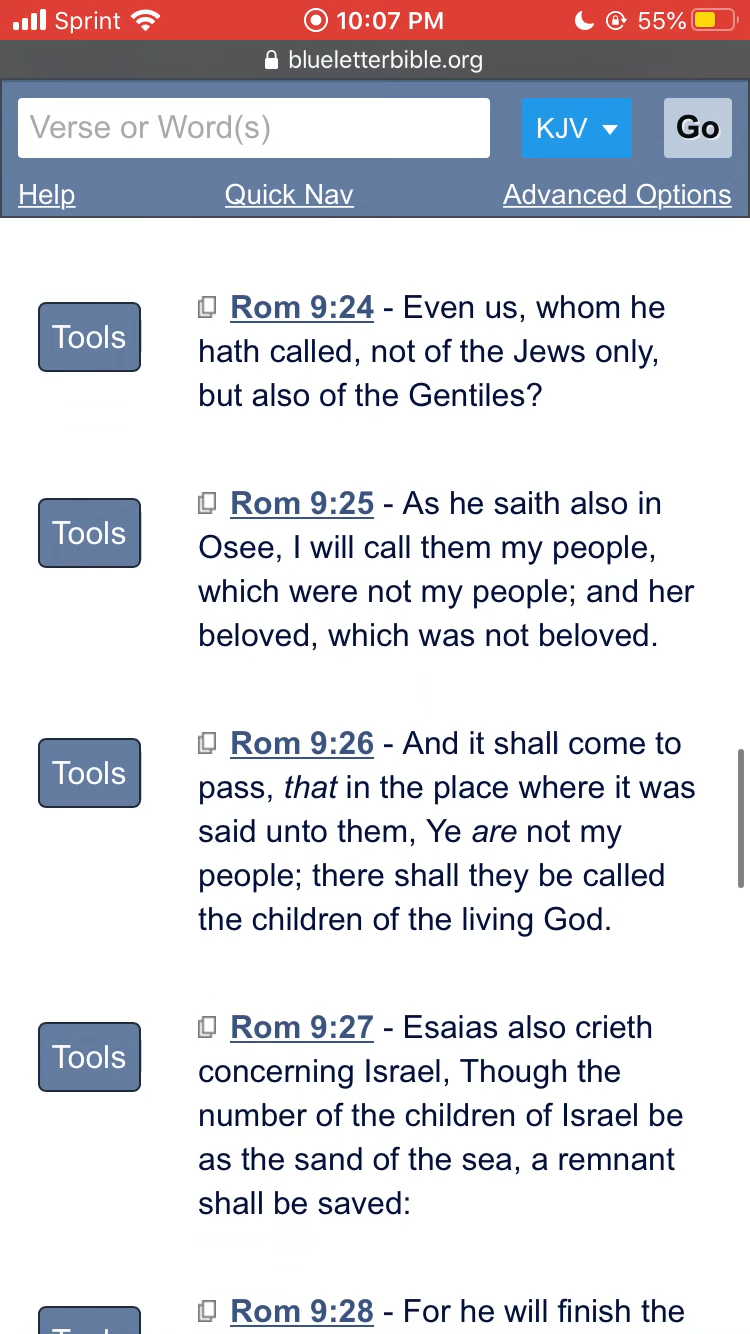 Sprint 10:07 PM 55%
blueletterbible.org
Verse or Word(s) KJV Go
Help Quick Nav Advanced Options
Tools
Rom 9:24 - Even us, whom he
hath called, not of the Jews only,
but also of the Gentiles?
Tools
Rom 9:25 - As he saith also in
Osee, I will call them my people,
which were not my people; and her
beloved, which was not beloved.
Tools
Rom 9:26 - And it shall come to
pass, that in the place where it was
said unto them, Ye are not my
people; there shall they be called
the children of the living God.
Tools
Rom 9:27 - Esaias also crieth
concerning Israel, Though the
number of the children of Israel be
as the sand of the sea, a remnant
shall be saved:
Rom 9:28 - For he will finish the